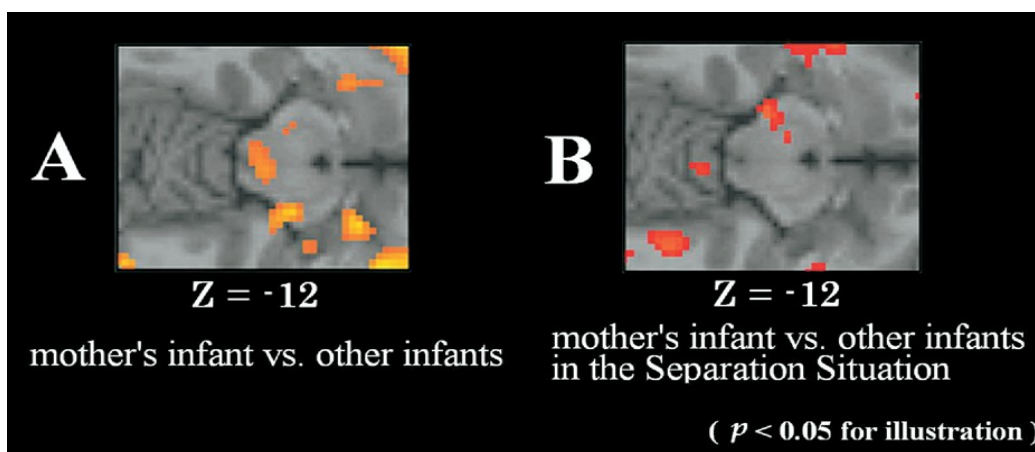 A
B
Z = -12
Z = -12
mother's infant vs. other infants
mother's infant vs. other infants
in the Separation Situation
( p < 0.05 for illustration )